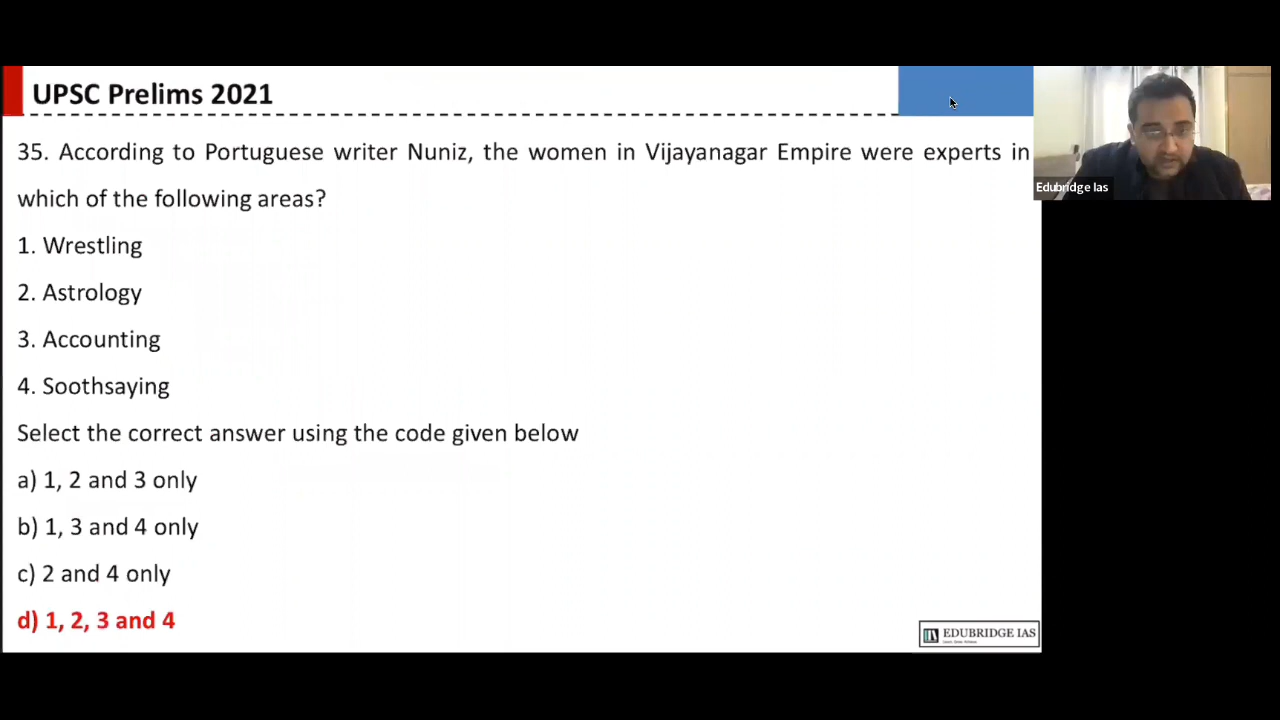 UPSC Prelims 2021
35. According to Portuguese writer Nuniz, the women in Vijayanagar Empire were experts in
which of the following areas?
1. Wrestling
2. Astrology
3. Accounting
4. Soothsaying
Select the correct answer using the code given below
a) 1, 2 and 3 only
b) 1, 3 and 4 only
c) 2 and 4 only
d) 1, 2, 3 and 4
Edubridge Ias
EDUBRIDGE IAS